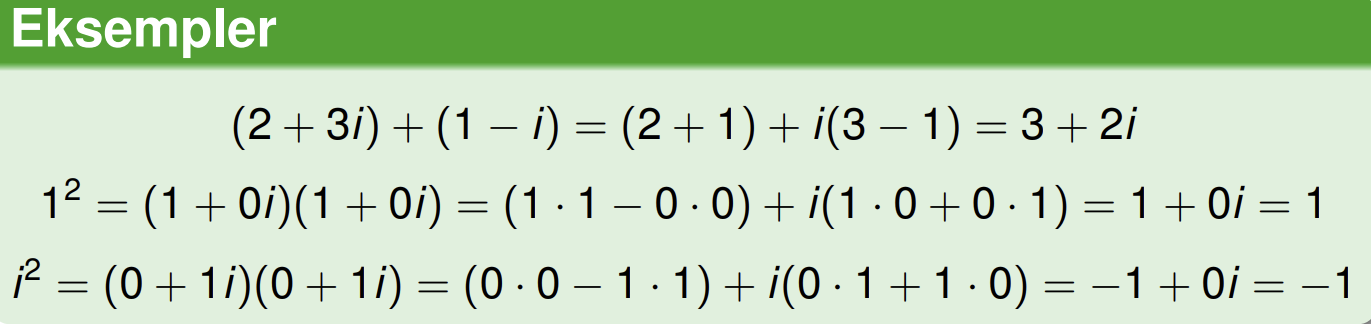 Eksempler
(2 + 3i) + (1 − i) = (2 + 1) + i(3 − 1) = 3 + 2i
1² = (1 + 0i)(1 + 0i) = (1 · 1 − 0 · 0) + i(1 · 0 + 0 · 1) = 1 + 0i = 1
i² = (0 + 1i)(0 + 1i) = (0 · 0 − 1 · 1) + i(0 · 1 + 1 · 0) = −1 + 0i = −1